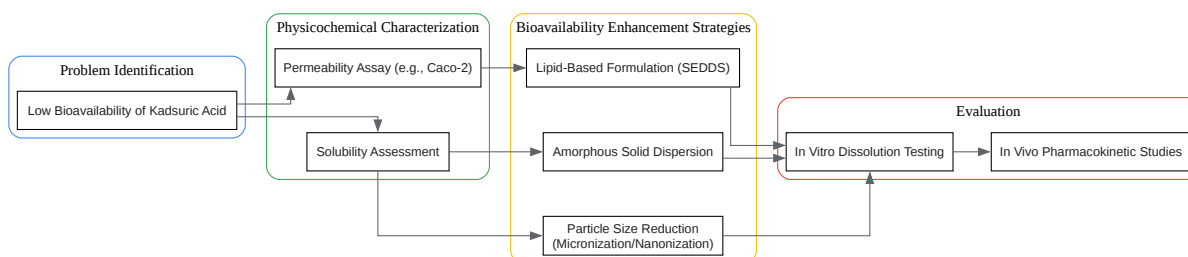 Problem Identification
Low Bioavailability of Kadsuric Acid
Physicochemical Characterization
Permeability Assay (e.g., Caco-2)
Solubility Assessment
Bioavailability Enhancement Strategies
Lipid-Based Formulation (SEDDS)
Amorphous Solid Dispersion
Particle Size Reduction
(Micronization/Nanonization)
Evaluation
In Vitro Dissolution Testing
In Vivo Pharmacokinetic Studies